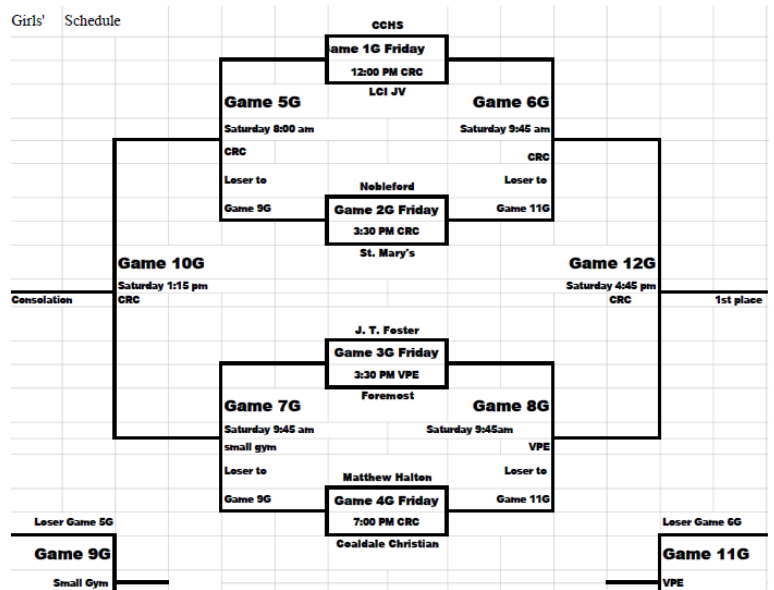 Girls' Schedule
CCHS
Game 1G Friday
12:00 PM CRC
LCI JV
Game 5G
Saturday 8:00 am
CRC
Loser to
Game 9G
Game 6G
Saturday 9:45 am
CRC
Loser to
Game 11G
Nobleford
Game 2G Friday
3:30 PM CRC
St. Mary's
Game 10G
Saturday 1:15 pm
CRC
Consolation
Game 12G
Saturday 4:45 pm
CRC
1st place
J. T. Foster
Game 3G Friday
3:30 PM VPE
Foremost
Game 7G
Saturday 9:45 am
small gym
Loser to
Game 9G
Game 8G
Saturday 9:45am
VPE
Loser to
Game 11G
Matthew Halton
Game 4G Friday
7:00 PM CRC
Coaldale Christian
Loser Game 5G
Game 9G
Small Gym
Loser Game 6G
Game 11G
VPE